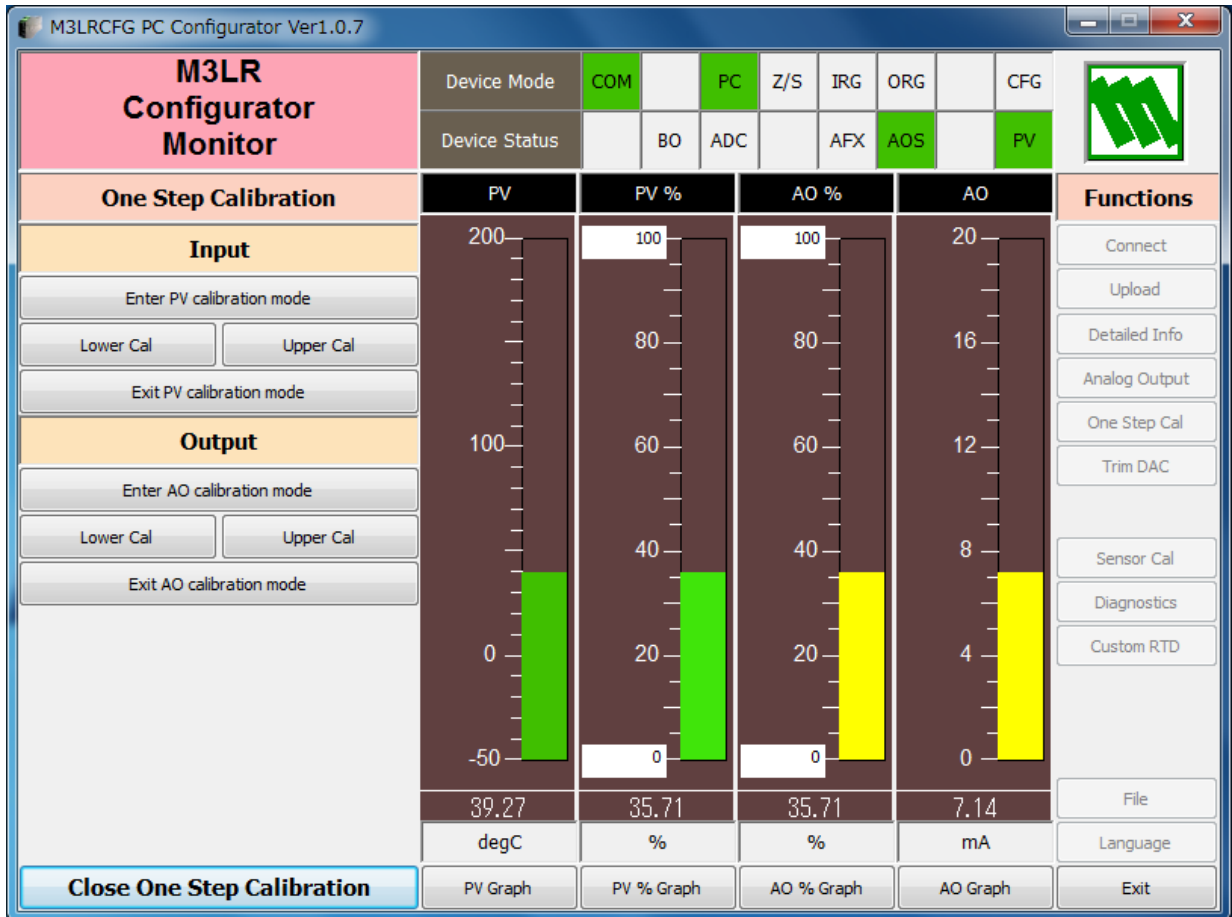 M3LRCFG PC Configurator Ver1.0.7
M3LR
Configurator
Monitor
Device Mode COM PC Z/S IRG ORG CFG
Device Status BO ADC AFX AOS PV
One Step Calibration
Input
Enter PV calibration mode
Lower Cal Upper Cal
Exit PV calibration mode
Output
Enter AO calibration mode
Lower Cal Upper Cal
Exit AO calibration mode
Close One Step Calibration
PV PV % AO % AO
200 100 100 20
80 80 16
100 60 60 12
40 40 8
0 20 20 4
-50 0 0 0
39.27 35.71 35.71 7.14
degC % % mA
PV Graph PV % Graph AO % Graph AO Graph
Functions
Connect
Upload
Detailed Info
Analog Output
One Step Cal
Trim DAC
Sensor Cal
Diagnostics
Custom RTD
File
Language
Exit